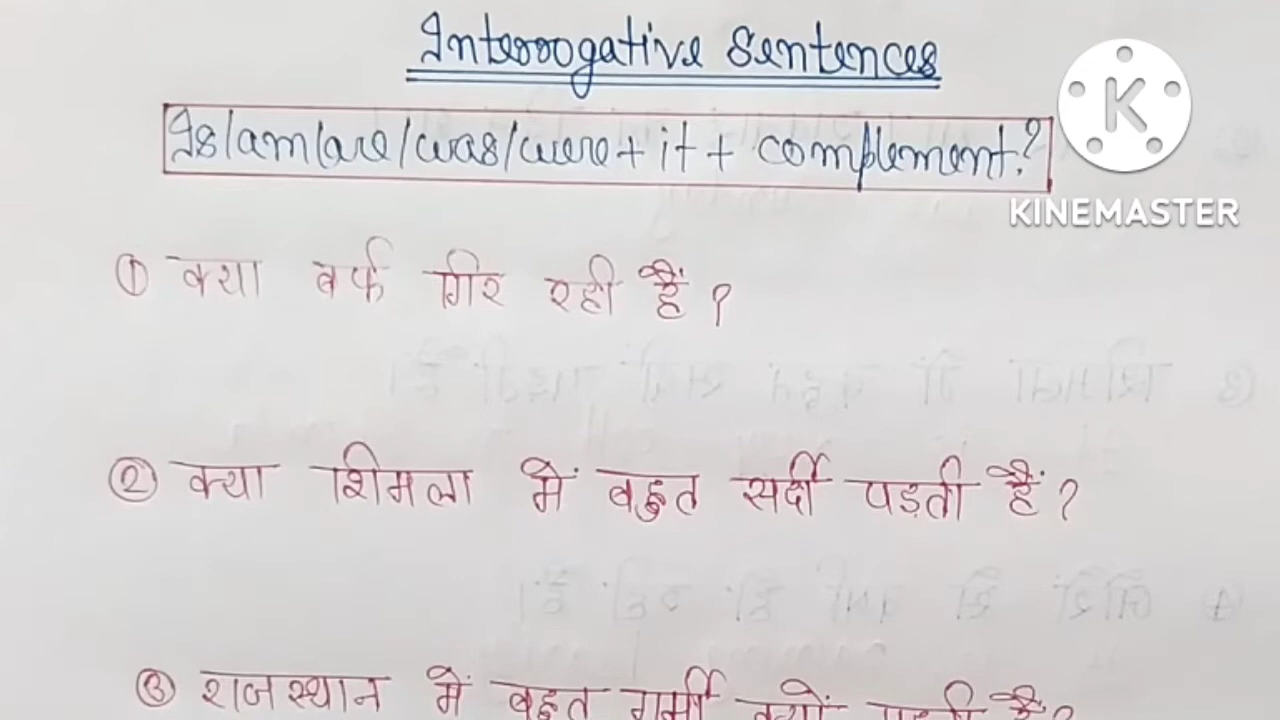 Interrogative Sentences
Is/am/are/was/were + it + complement?
K
KINEMASTER
① क्या बर्फ गिर रही हैं?
② क्या शिमला में बहुत सर्दी पड़ती हैं?
③ राजस्थान में बहुत गर्मी क्यों पड़ती हैं?